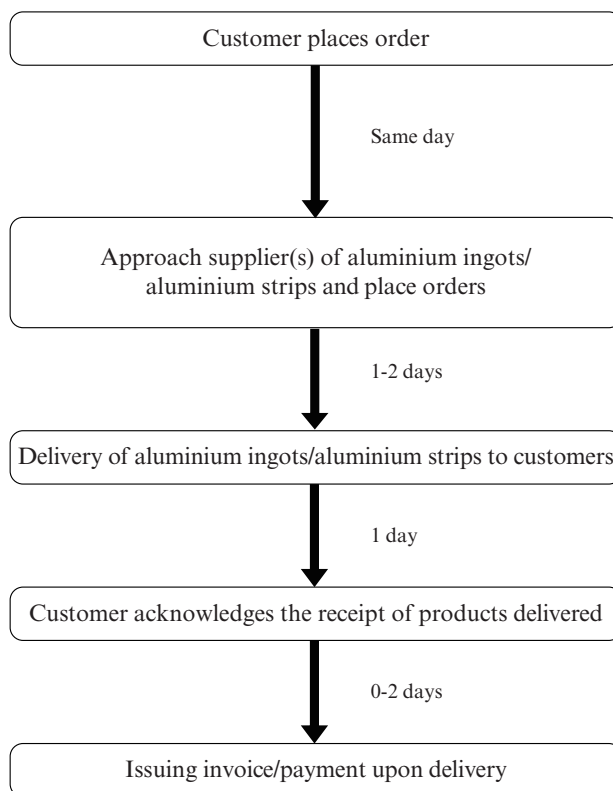 Customer places order
Same day
Approach supplier(s) of aluminium ingots/
aluminium strips and place orders
1-2 days
Delivery of aluminium ingots/aluminium strips to customers
1 day
Customer acknowledges the receipt of products delivered
0-2 days
Issuing invoice/payment upon delivery